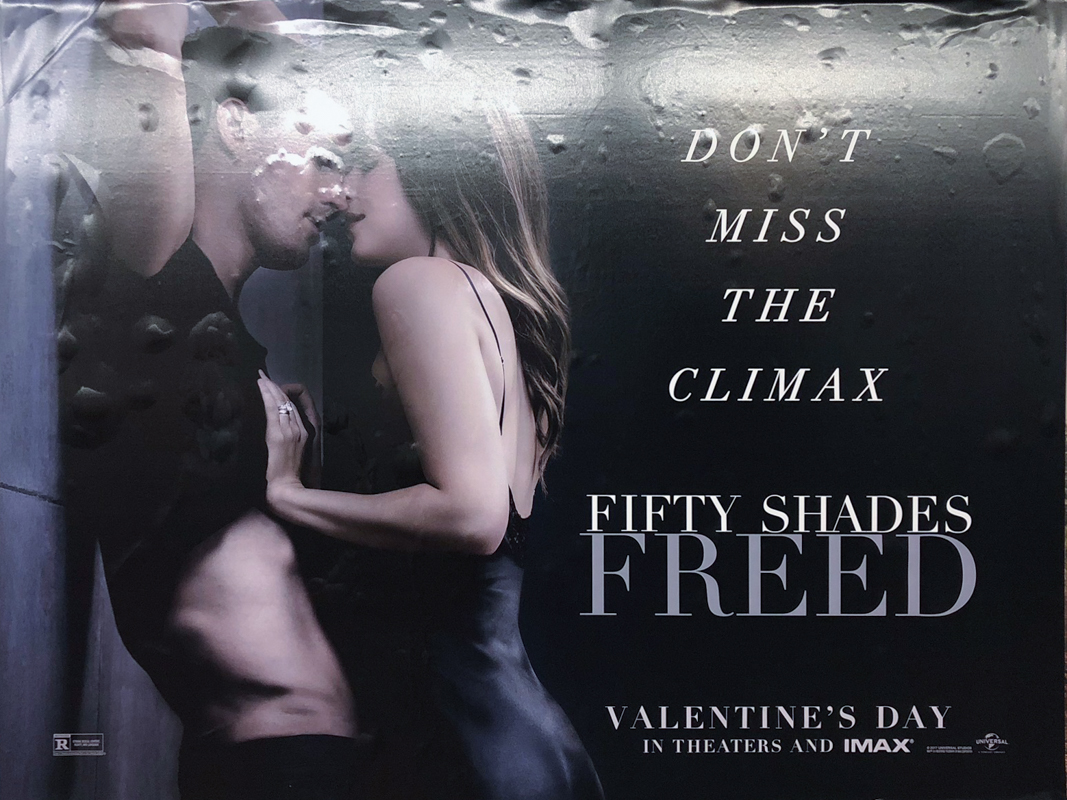 DON'T
MISS
THE
CLIMAX
FIFTY SHADES
FREED
VALENTINE'S DAY
IN THEATERS AND IMAX®
R
UNIVERSAL